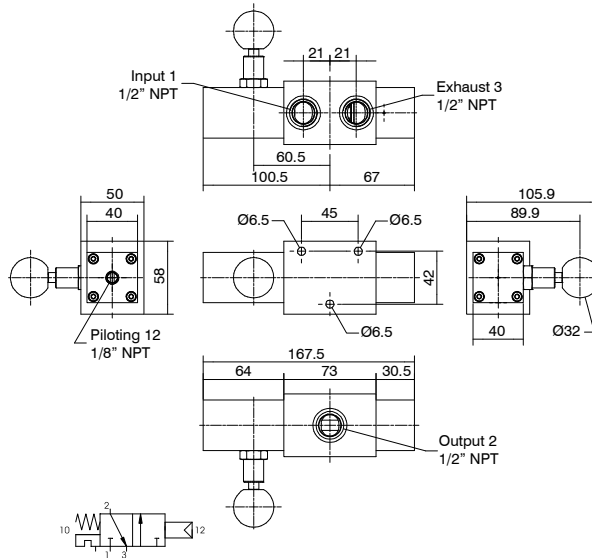 21 21
Input 1
1/2” NPT
Exhaust 3
1/2” NPT
60.5
100.5 67
50
40
58
Piloting 12
1/8” NPT
45
Ø6.5 Ø6.5
42
Ø6.5
105.9
89.9
40
Ø32
167.5
64 73 30.5
Output 2
1/2” NPT
2
10 12
1 3